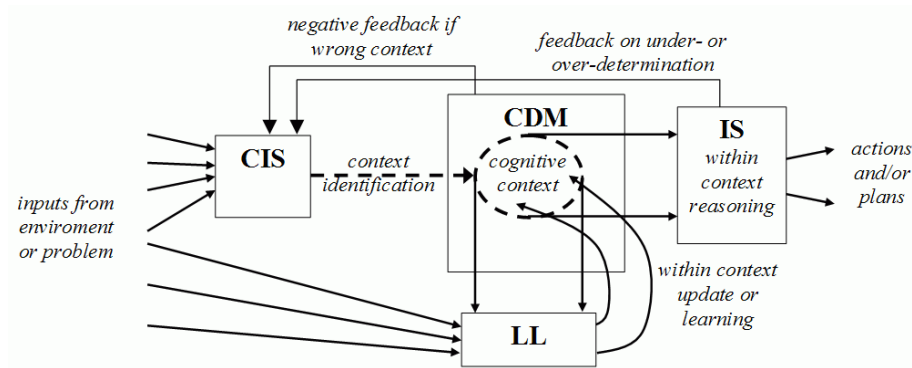 negative feedback if
wrong context
feedback on under- or
over-determination
CDM
IS
CIS
context
identification
cognitive
context
within
context
reasoning
actions
and/or
plans
inputs from
enviroment
or problem
within context
update or
learning
LL